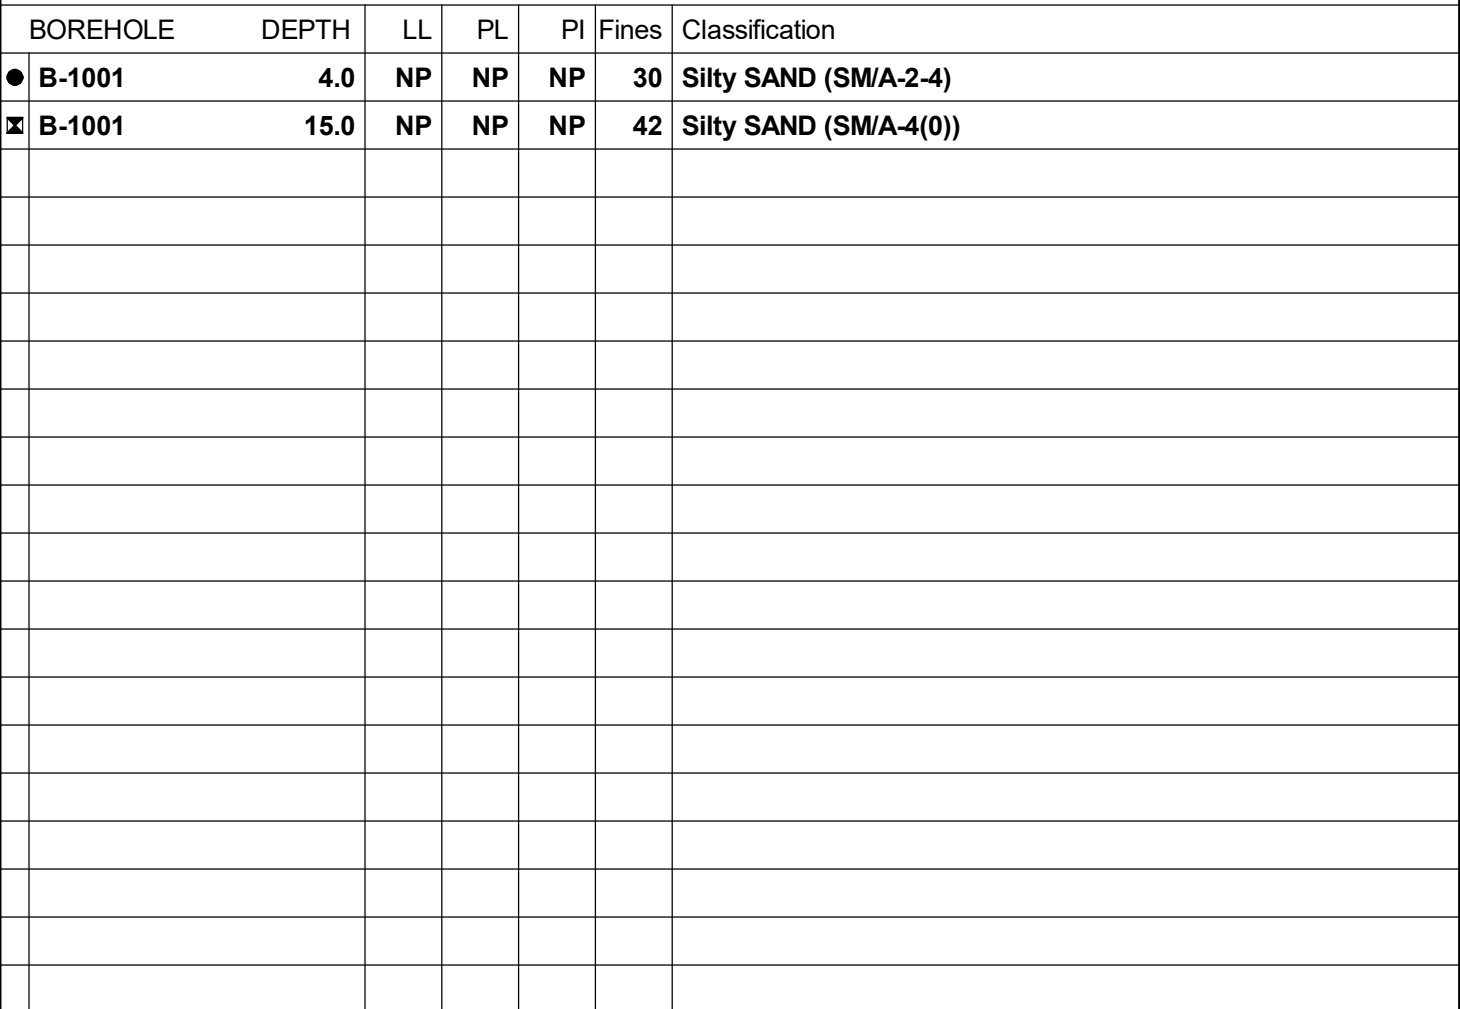 BOREHOLE DEPTH LL PL PI Fines Classification
B-1001 4.0 NP NP NP 30 Silty SAND (SM/A-2-4)
B-1001 15.0 NP NP NP 42 Silty SAND (SM/A-4(0))